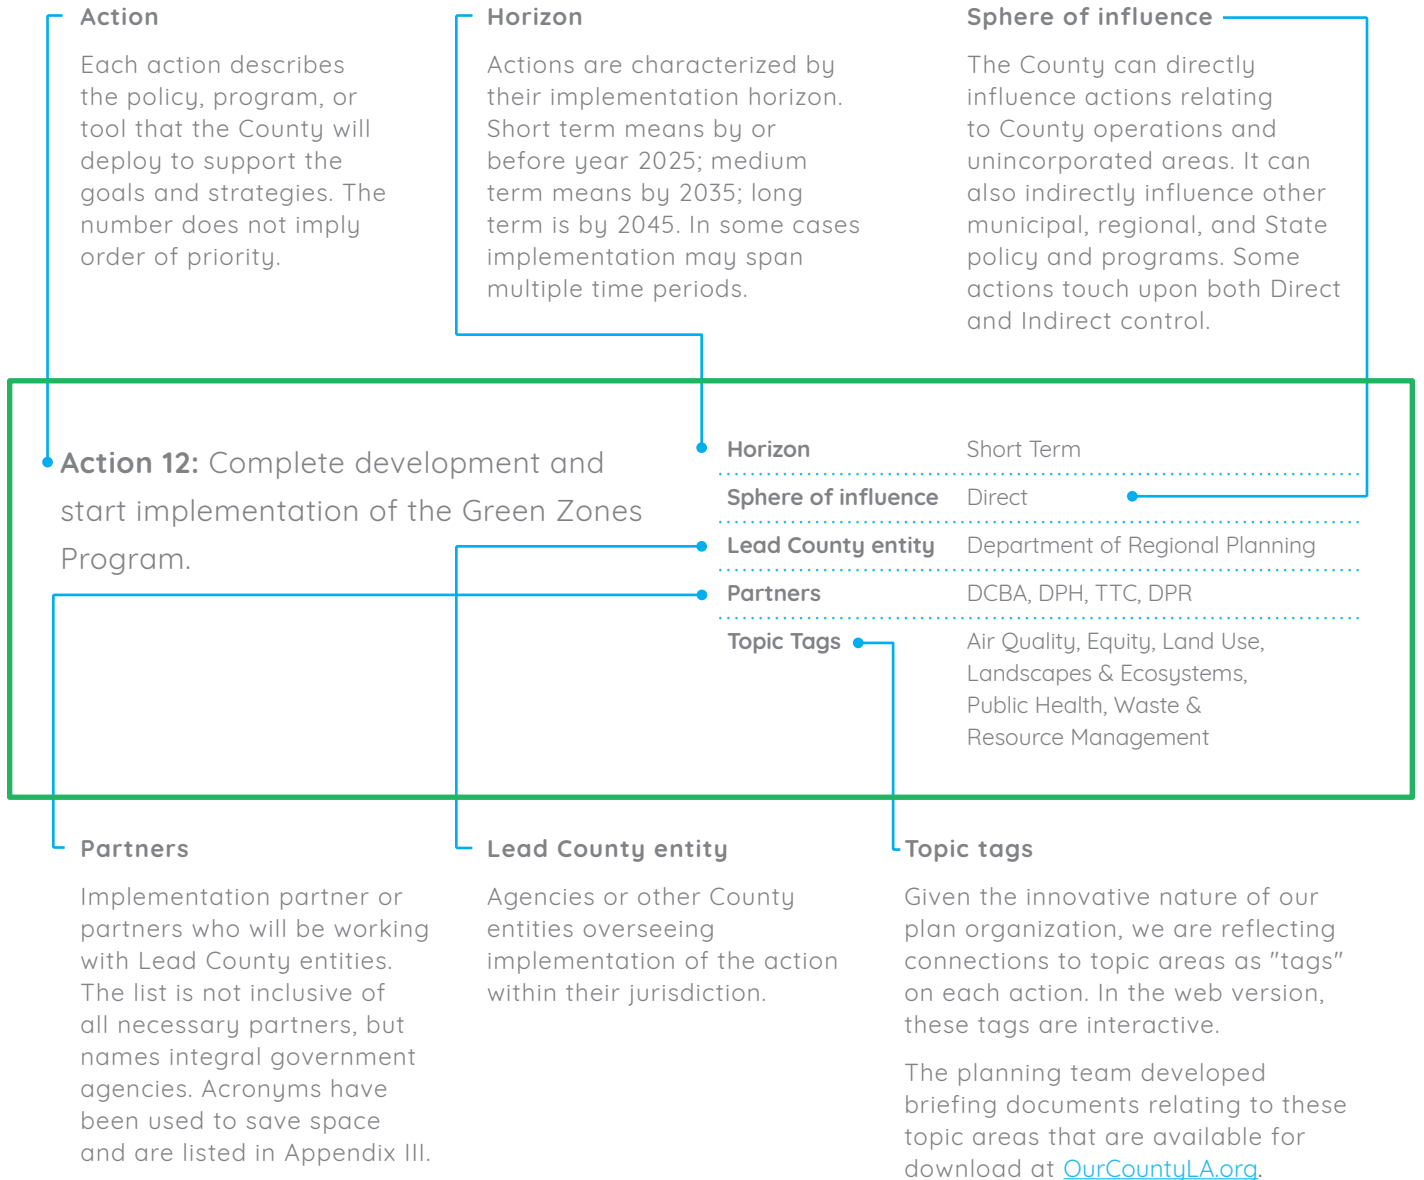 Action
Each action describes
the policy, program, or
tool that the County will
deploy to support the
goals and strategies. The
number does not imply
order of priority.
Horizon
Actions are characterized by
their implementation horizon.
Short term means by or
before year 2025; medium
term means by 2035; long
term is by 2045. In some cases
implementation may span
multiple time periods.
Sphere of influence
The County can directly
influence actions relating
to County operations and
unincorporated areas. It can
also indirectly influence other
municipal, regional, and State
policy and programs. Some
actions touch upon both Direct
and Indirect control.
Action 12: Complete development and
start implementation of the Green Zones
Program.
Horizon Short Term
Sphere of influence Direct
Lead County entity Department of Regional Planning
Partners DCBA, DPH, TTC, DPR
Topic Tags Air Quality, Equity, Land Use,
Landscapes & Ecosystems,
Public Health, Waste &
Resource Management
Partners
Implementation partner or
partners who will be working
with Lead County entities.
The list is not inclusive of
all necessary partners, but
names integral government
agencies. Acronyms have
been used to save space
and are listed in Appendix III.
Lead County entity
Agencies or other County
entities overseeing
implementation of the action
within their jurisdiction.
Topic tags
Given the innovative nature of our
plan organization, we are reflecting
connections to topic areas as "tags"
on each action. In the web version,
these tags are interactive.
The planning team developed
briefing documents relating to these
topic areas that are available for
download at OurCountyLA.org.